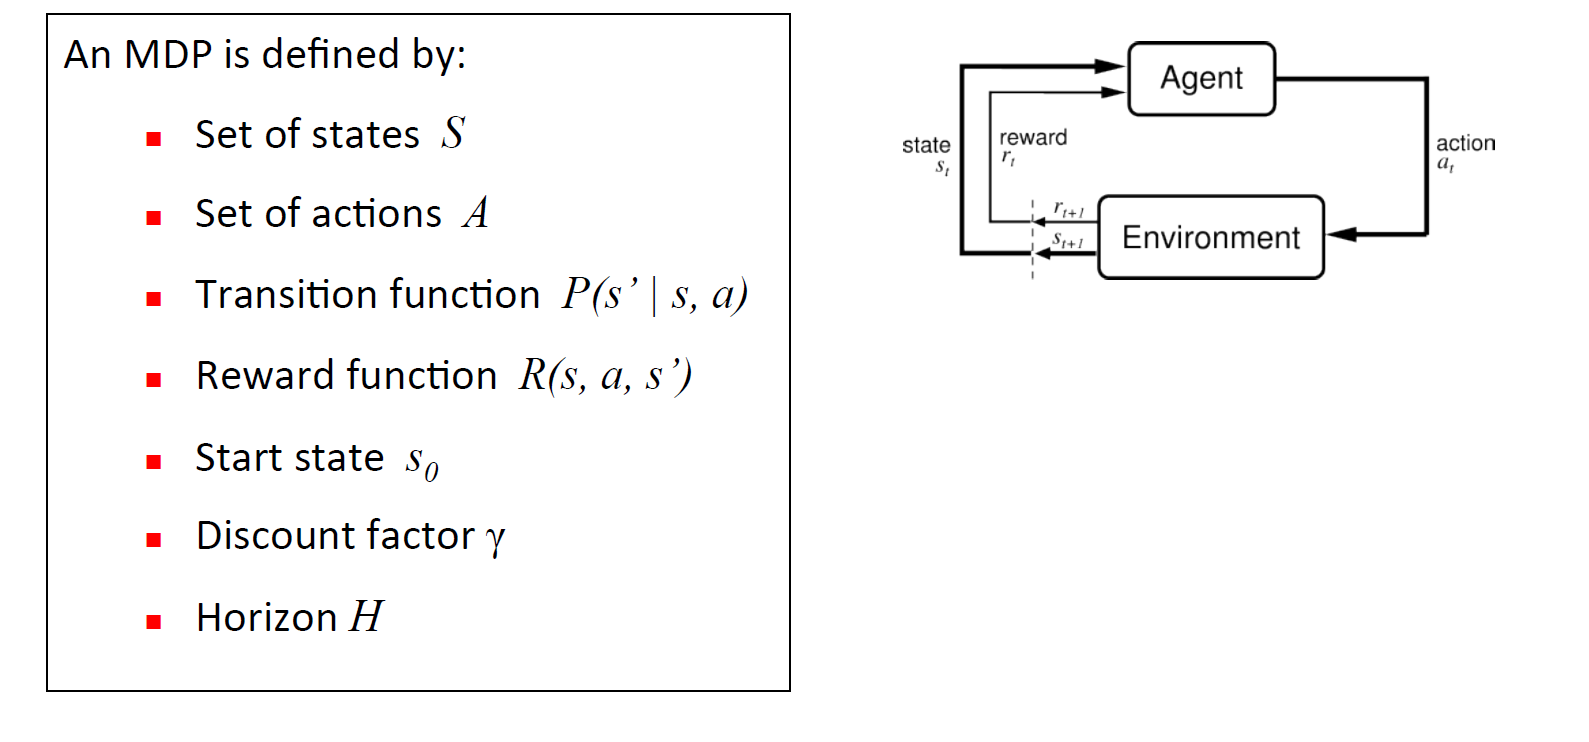 An MDP is defined by:
Set of states S
Set of actions A
Transition function P(s’ | s, a)
Reward function R(s, a, s’)
Start state s₀
Discount factor γ
Horizon H
Agent
state
sₜ
reward
rₜ
action
aₜ
rₜ₊₁
sₜ₊₁
Environment